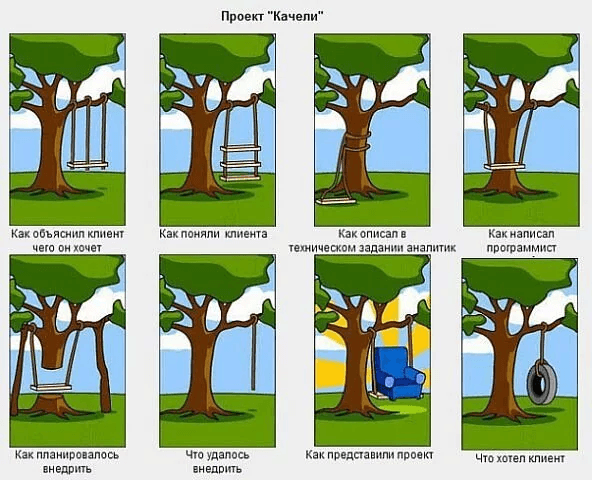 Проект "Качели"
Как объяснил клиент
чего он хочет
Как поняли клиента
Как описал в
техническом задании аналитик
Как написал
программист
Как планировалось
внедрить
Что удалось
внедрить
Как представили проект
Что хотел клиент